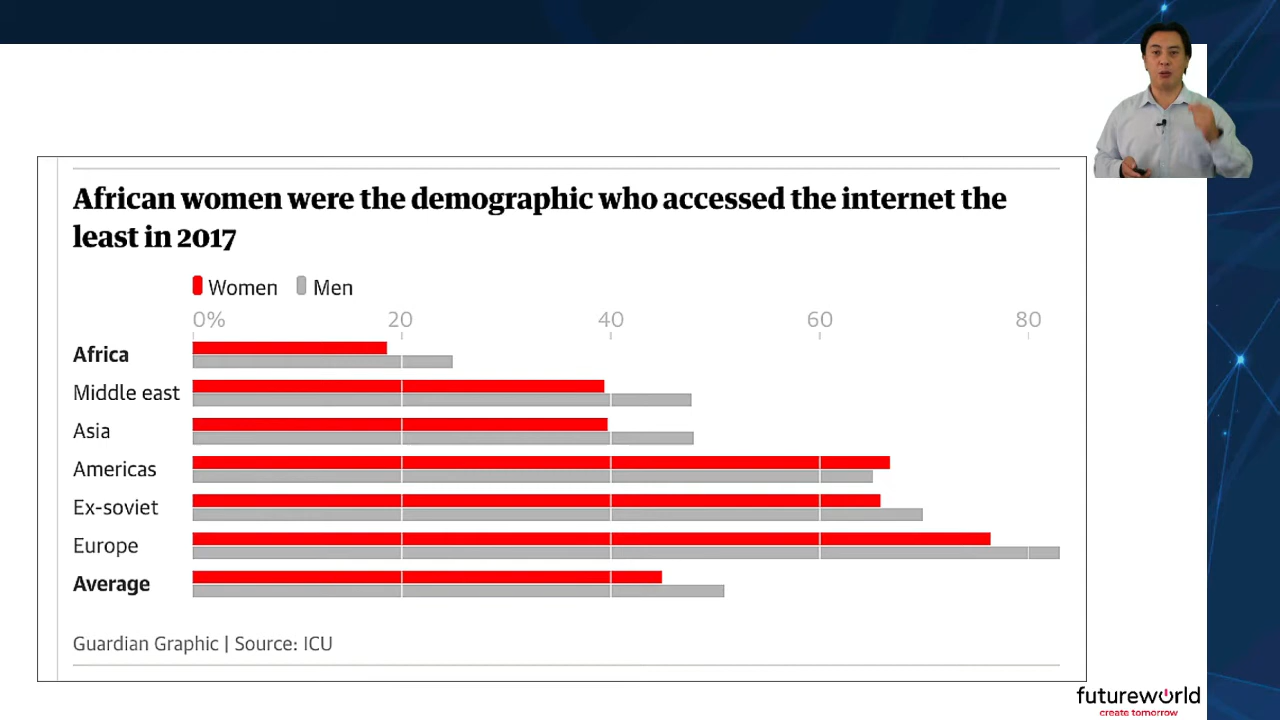 African women were the demographic who accessed the internet the
least in 2017
Women Men
0% 20 40 60 80
Africa
Middle east
Asia
Americas
Ex-soviet
Europe
Average
Guardian Graphic | Source: ICU
futureworld
create tomorrow